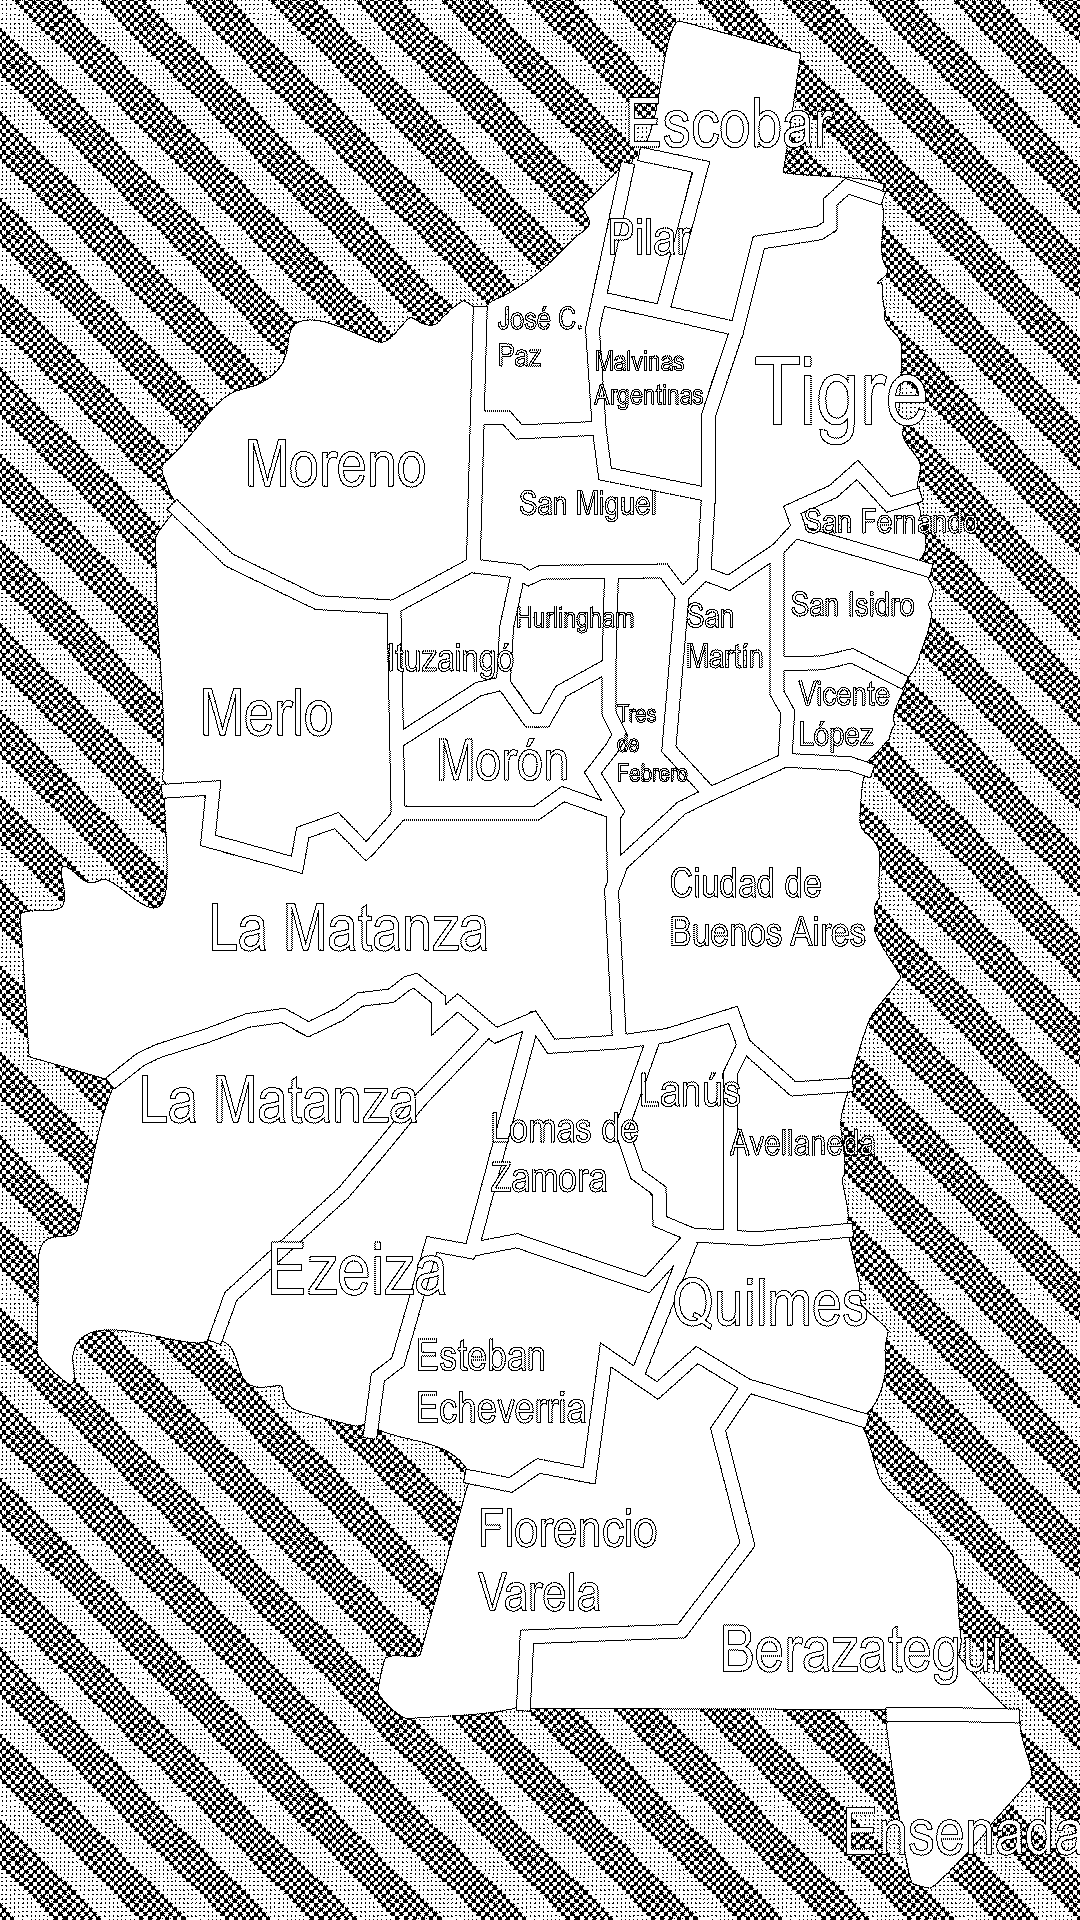 Escobar
Pilar
José C.
Paz
Malvinas
Argentinas
Tigre
Moreno
San Miguel
San Fernando
Hurlingham
San
Martín
San Isidro
Ituzaingó
Merlo
Vicente
López
Tres
de
Febrero
Morón
Ciudad de
Buenos Aires
La Matanza
La Matanza
Lanús
Lomas de
Zamora
Avellaneda
Ezeiza
Quilmes
Esteban
Echeverria
Florencio
Varela
Berazategui
Ensenada